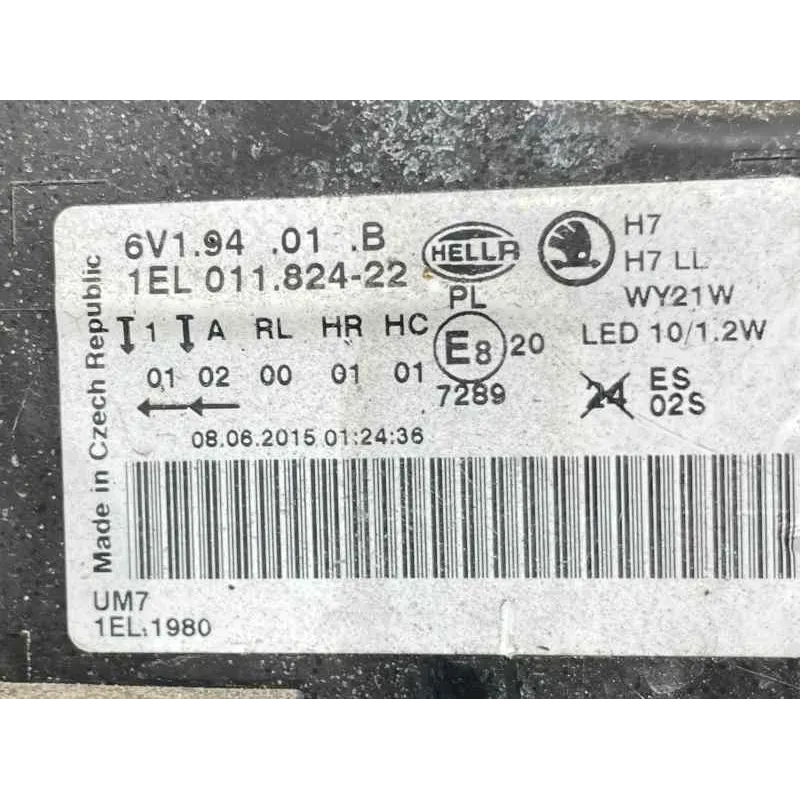 6V1.94 .01 .B
1EL 011.824-22
HELLA
PL
H7
H7 LL
WY21W
LED 10/1.2W
1 A RL HR HC
01 02 00 01 01
E8 20
7289
24
ES
02S
08.06.2015 01:24:36
Made in Czech Republic
UM7
1EL.1980